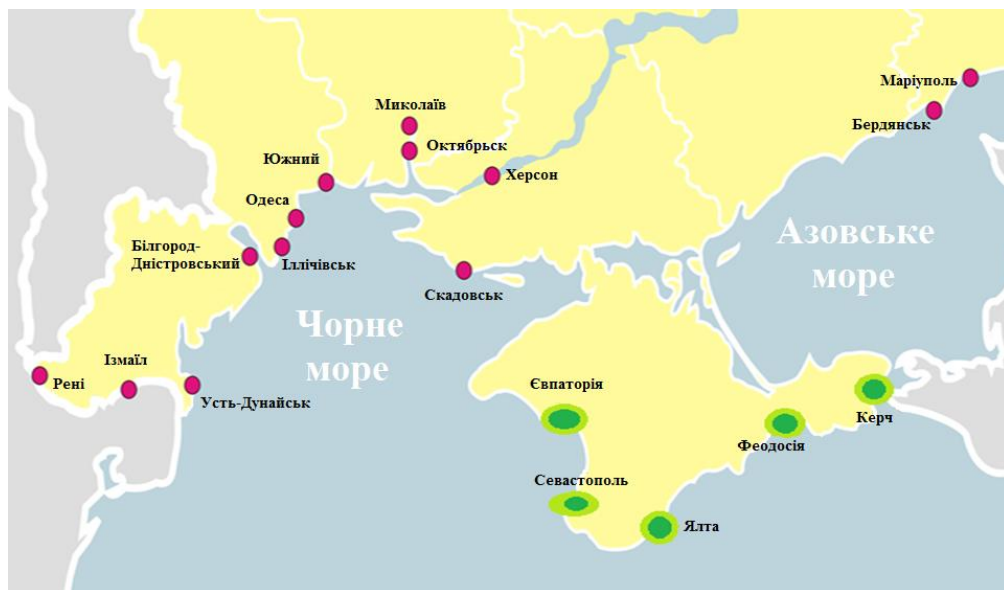 Маріуполь
Миколаїв
Бердянськ
Октябрьск
Южний
Херсон
Одеса
Азовське
море
Білгород-
Дністровський
Іллічівськ
Скадовськ
Чорне
море
Ізмаїл
Рені
Євпаторія
Усть-Дунайськ
Керч
Феодосія
Севастополь
Ялта